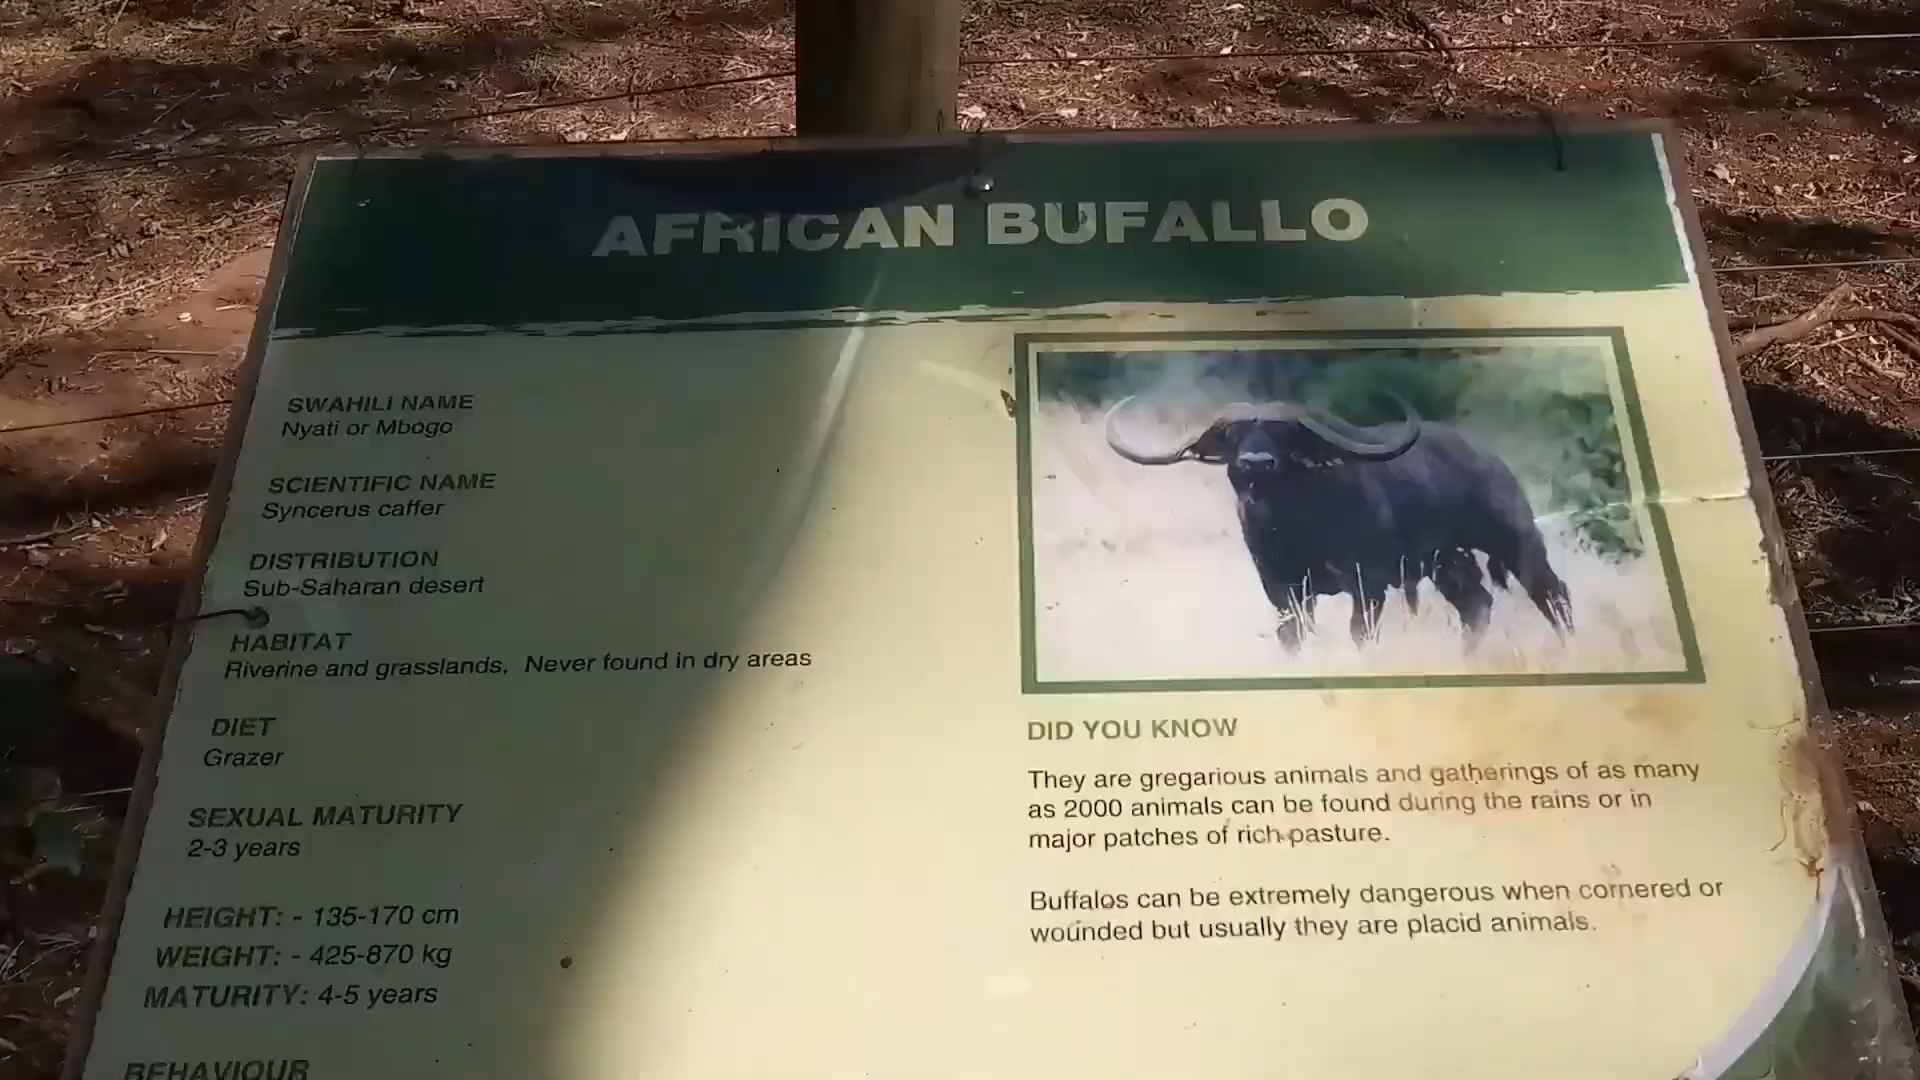 AFRICAN BUFALLO
SWAHILI NAME
Nyati or Mbogo
SCIENTIFIC NAME
Syncerus caffer
DISTRIBUTION
Sub-Saharan desert
HABITAT
Riverine and grasslands, Never found in dry areas
DIET
Grazer
SEXUAL MATURITY
2-3 years
HEIGHT: - 135-170 cm
WEIGHT: - 425-870 kg
MATURITY: 4-5 years
BEHAVIOUR
DID YOU KNOW
They are gregarious animals and gatherings of as many
as 2000 animals can be found during the rains or in
major patches of rich pasture.
Buffalos can be extremely dangerous when cornered or
wounded but usually they are placid animals.